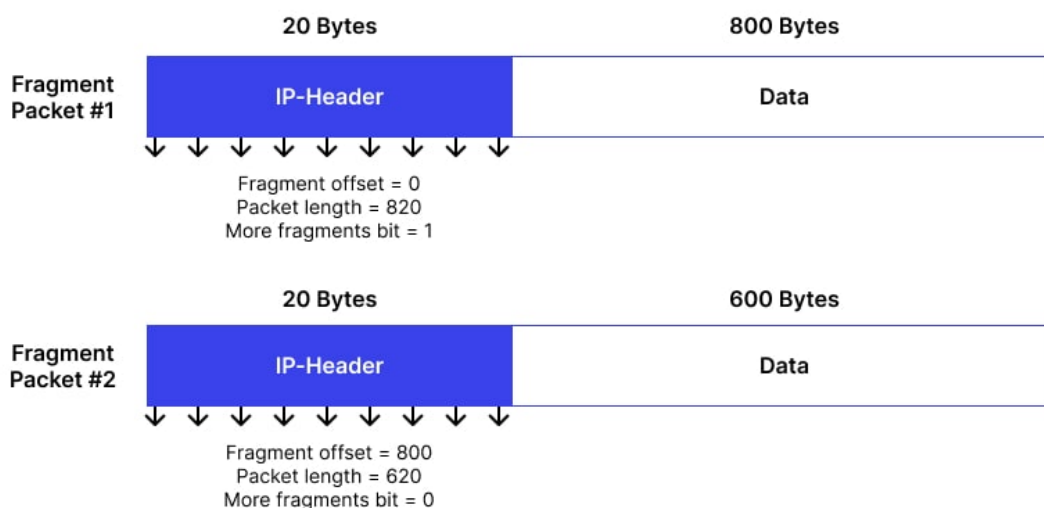 20 Bytes
800 Bytes
Fragment
Packet #1
IP-Header
Data
Fragment offset = 0
Packet length = 820
More fragments bit = 1
20 Bytes
600 Bytes
Fragment
Packet #2
IP-Header
Data
Fragment offset = 800
Packet length = 620
More fragments bit = 0